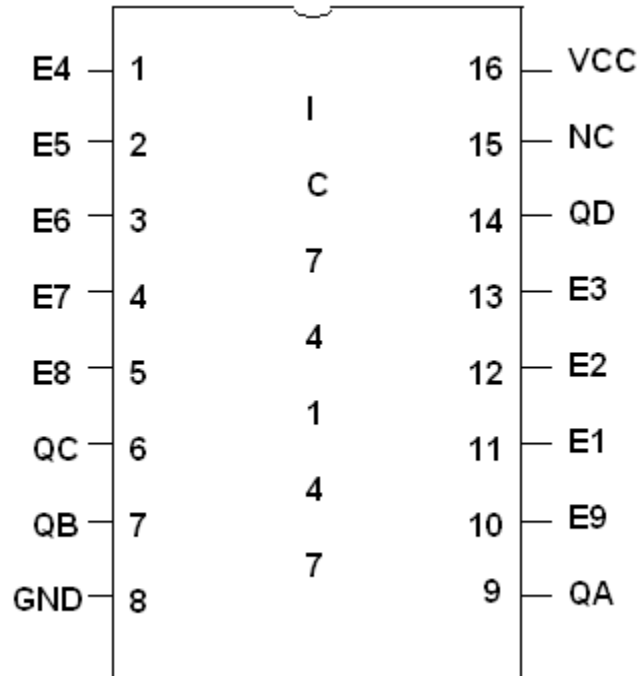 E4 1 16 VCC
I
E5 2 15 NC
C
E6 3 14 QD
7
E7 4 13 E3
4
E8 5 12 E2
1
QC 6 11 E1
4
QB 7 10 E9
7
GND 8 9 QA